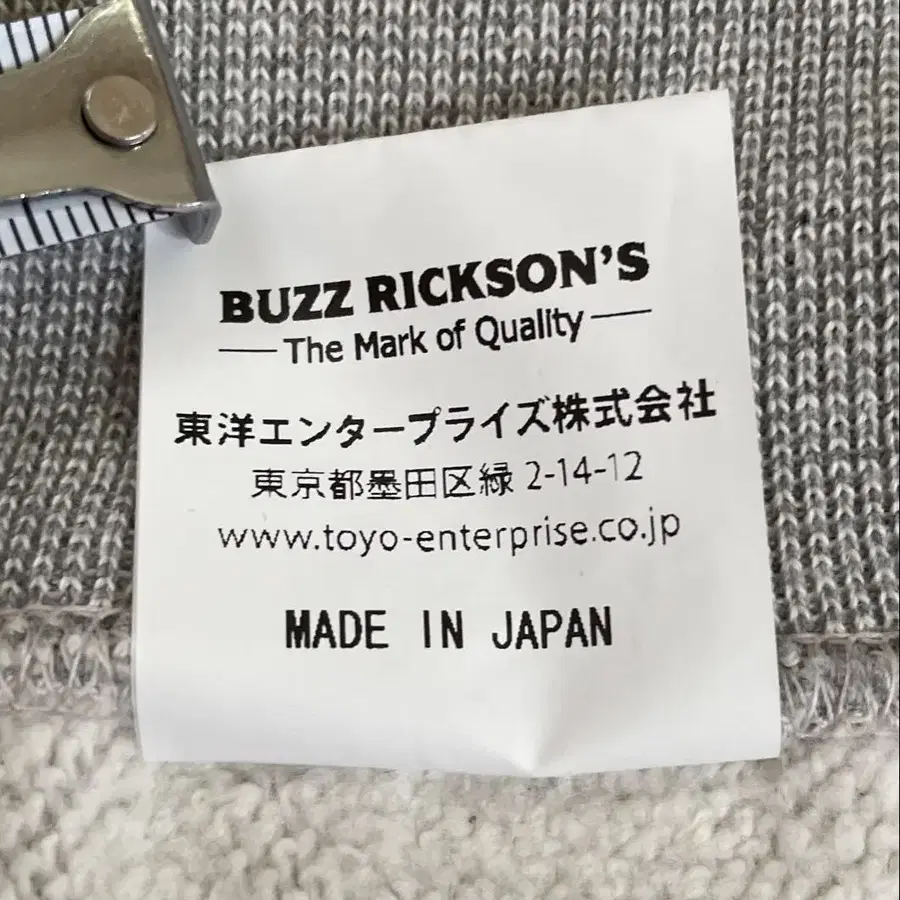 BUZZ RICKSON'S
The Mark of Quality
東洋エンタープライズ株式会社
東京都墨田区緑 2-14-12
www.toyo-enterprise.co.jp
MADE IN JAPAN